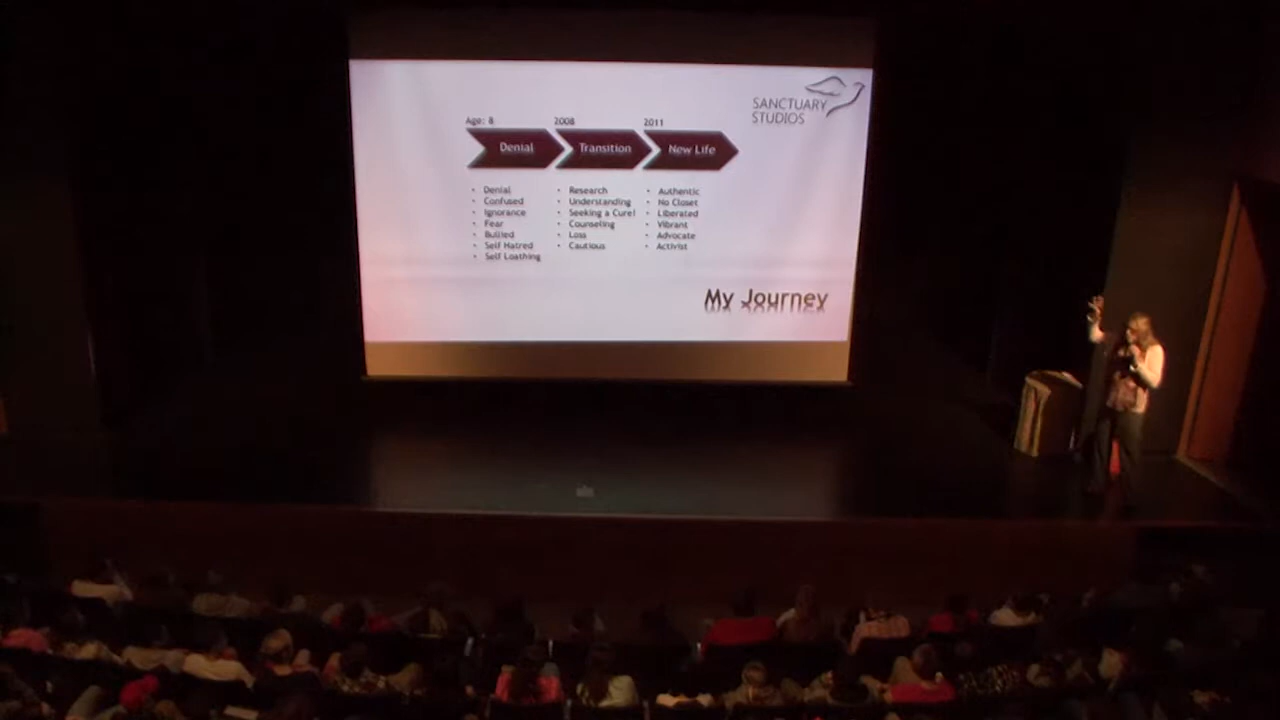 SANCTUARY
STUDIOS
Age: 8
2008
2011
Denial
Transition
New Life
• Denial
• Confused
• Ignorance
• Fear
• Bullied
• Self Hatred
• Self Loathing
• Research
• Understanding
• Seeking a Cure!
• Counseling
• Loss
• Cautious
• Authentic
• No Closet
• Liberated
• Vibrant
• Advocate
• Activist
My Journey